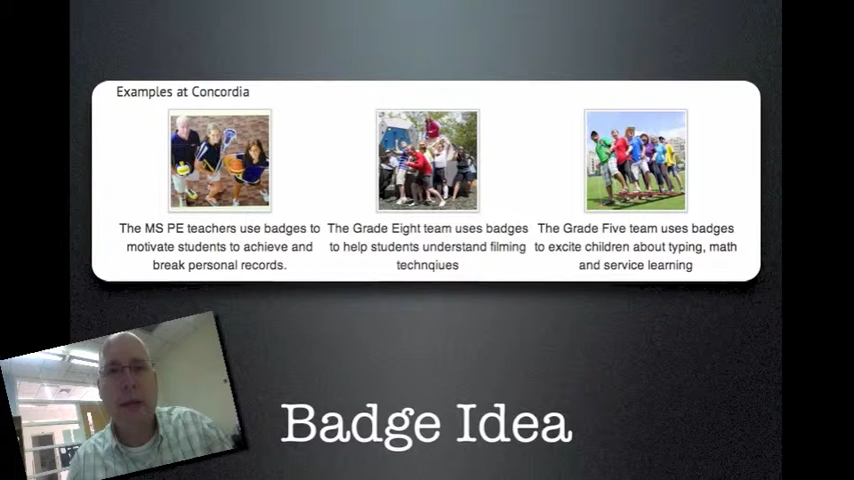 Examples at Concordia
The MS PE teachers use badges to
motivate students to achieve and
break personal records.
The Grade Eight team uses badges
to help students understand filming
technqiues
The Grade Five team uses badges
to excite children about typing, math
and service learning
Badge Idea